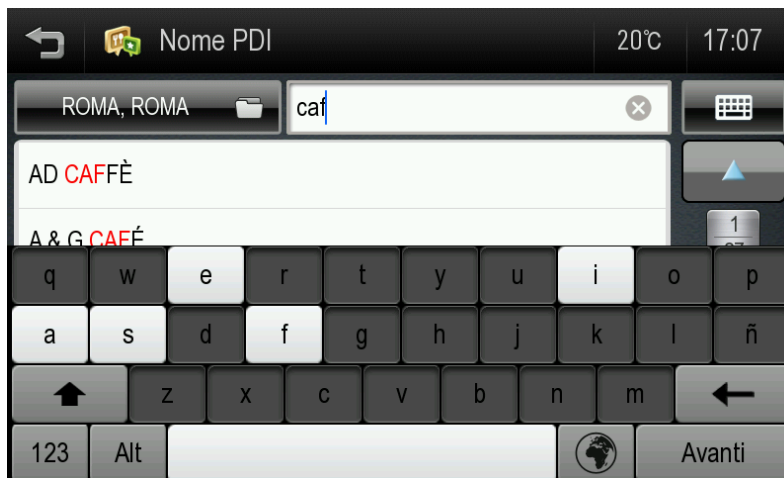 Nome PDI 20°C 17:07
ROMA, ROMA caf
AD CAFFÈ
1
A & G CAFÉ
q w e r t y u i o p
a s d f g h j k l ñ
z x c v b n m
123 Alt Avanti